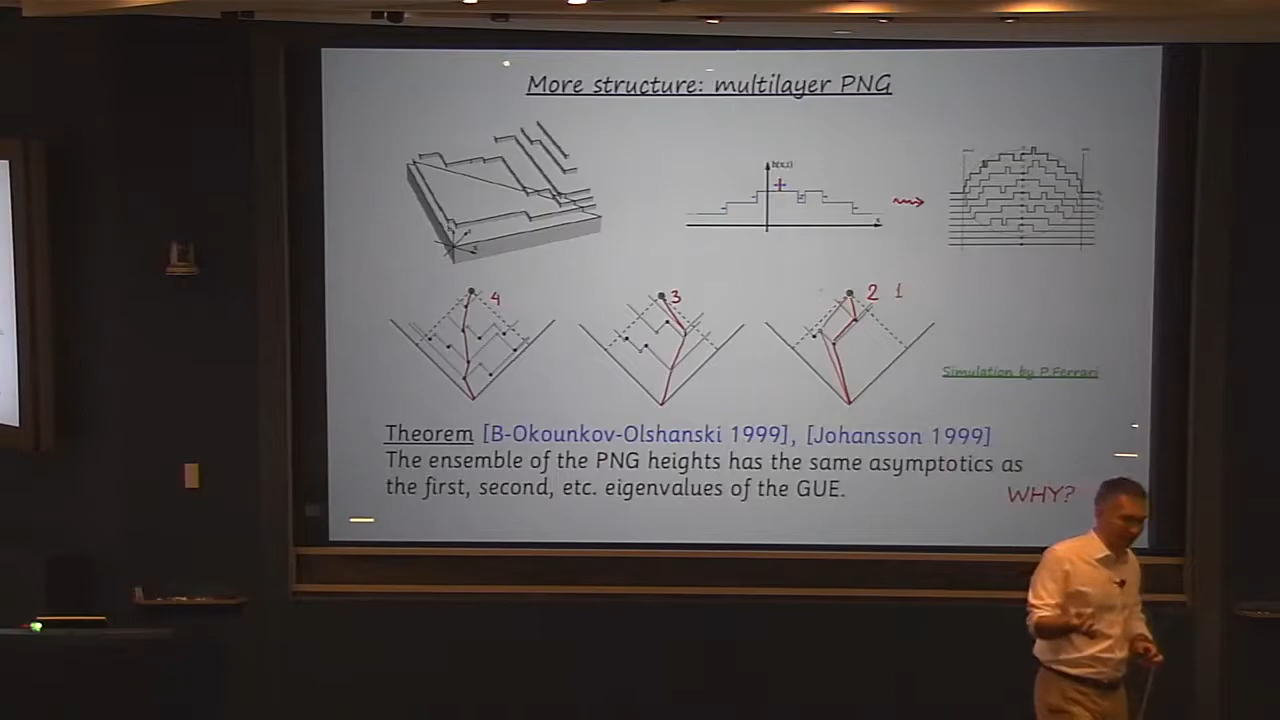 More structure: multilayer PNG
h(x,t)
x
4
3
2 1
Simulation by P.Ferrari
Theorem [B-Okounkov-Olshanski 1999], [Johansson 1999]
The ensemble of the PNG heights has the same asymptotics as
the first, second, etc. eigenvalues of the GUE.
WHY?